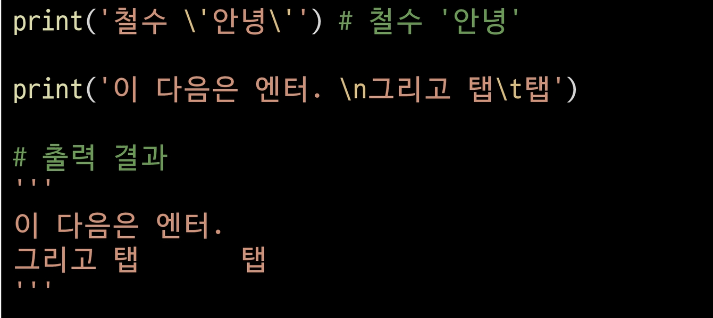 print('철수 \'안녕\'') # 철수 '안녕'
print('이 다음은 엔터. \n그리고 탭\t탭')
# 출력 결과
'''
이 다음은 엔터.
그리고 탭      탭
'''